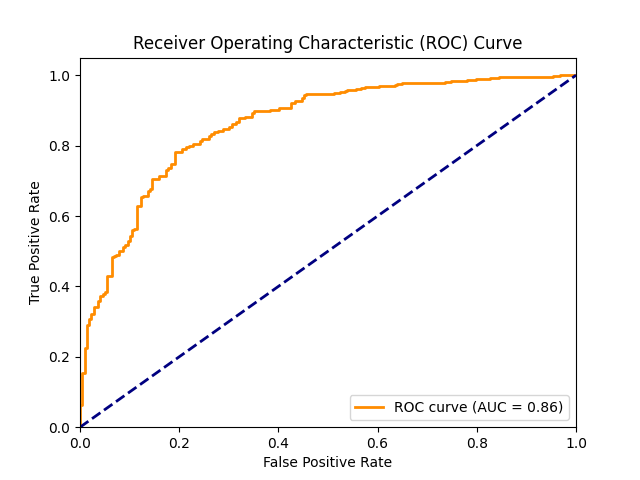 Receiver Operating Characteristic (ROC) Curve
True Positive Rate
1.0
0.8
0.6
0.4
0.2
0.0
ROC curve (AUC = 0.86)
0.0 0.2 0.4 0.6 0.8 1.0
False Positive Rate